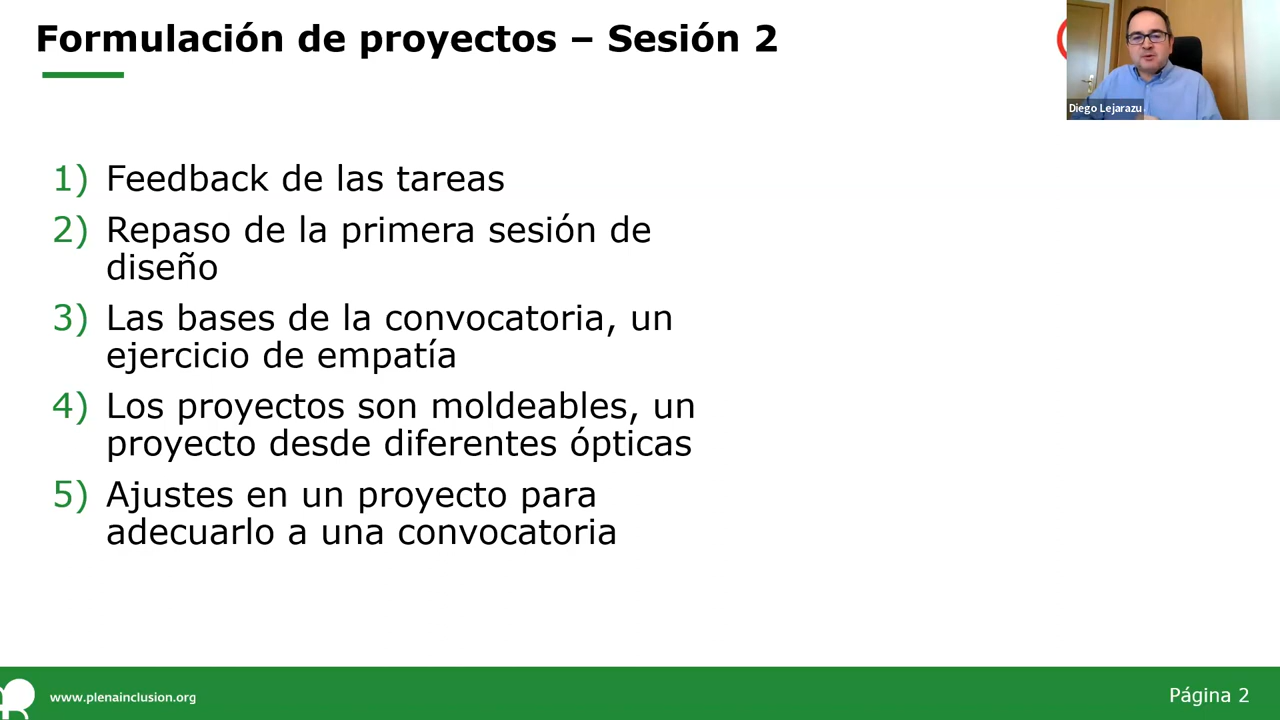 Formulación de proyectos – Sesión 2
Diego Lejarazu
1) Feedback de las tareas
2) Repaso de la primera sesión de
diseño
3) Las bases de la convocatoria, un
ejercicio de empatía
4) Los proyectos son moldeables, un
proyecto desde diferentes ópticas
5) Ajustes en un proyecto para
adecuarlo a una convocatoria
www.plenainclusion.org
Página 2